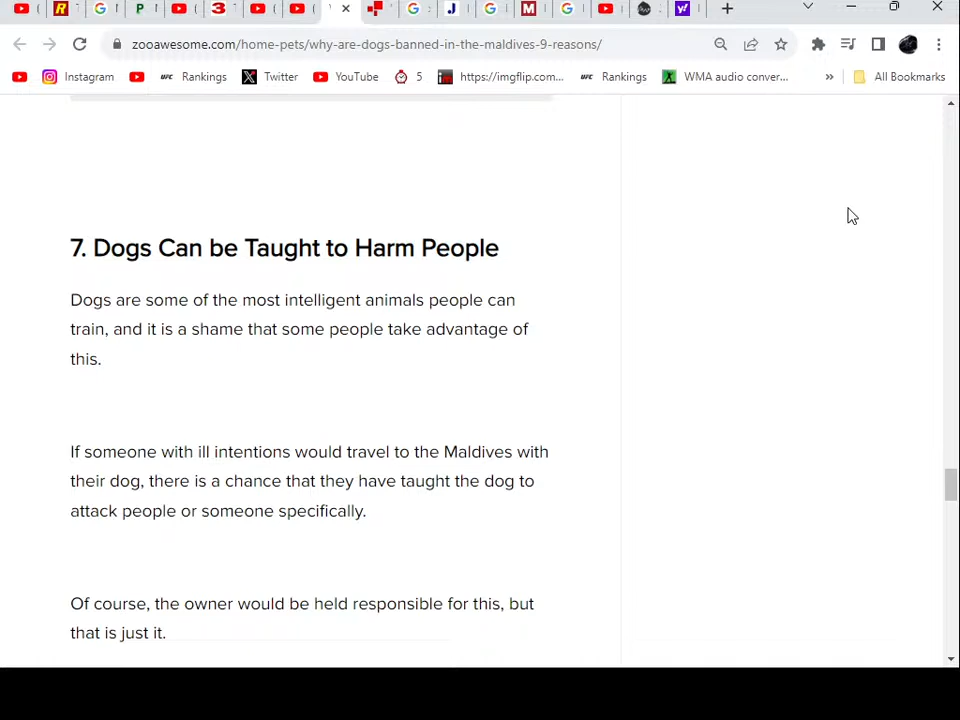 zooawesome.com/home-pets/why-are-dogs-banned-in-the-maldives-9-reasons/
Instagram UFC Rankings Twitter YouTube 5 https://imgflip.com... UFC Rankings WMA audio conver... » All Bookmarks
7. Dogs Can be Taught to Harm People
Dogs are some of the most intelligent animals people can
train, and it is a shame that some people take advantage of
this.
If someone with ill intentions would travel to the Maldives with
their dog, there is a chance that they have taught the dog to
attack people or someone specifically.
Of course, the owner would be held responsible for this, but
that is just it.